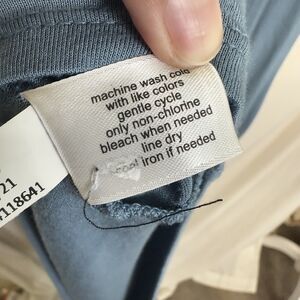 machine wash cold
with like colors
gentle cycle
only non-chlorine
bleach when needed
line dry
cool iron if needed
21
118641